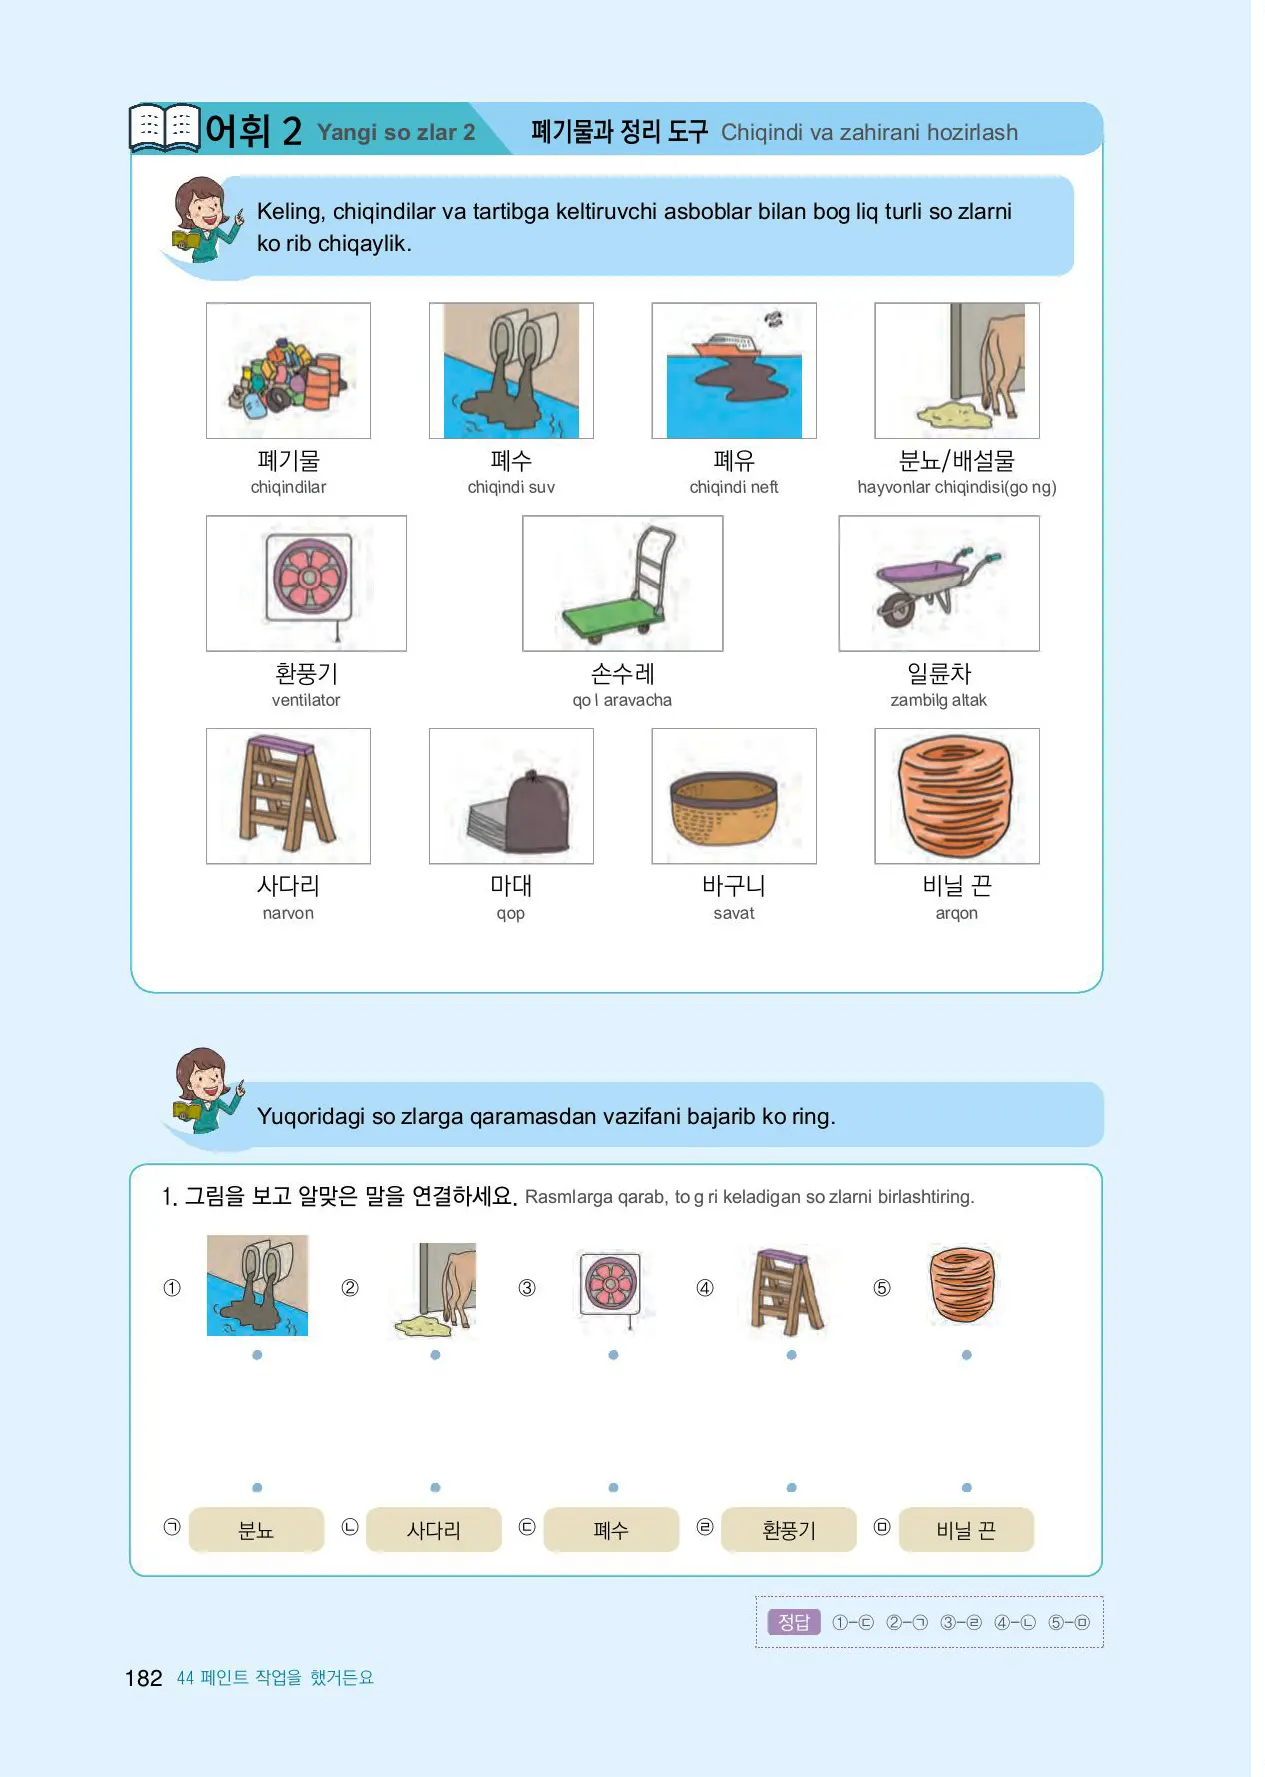 어휘 2 Yangi so zlar 2 폐기물과 정리 도구 Chiqindi va zahirani hozirlash
Keling, chiqindilar va tartibga keltiruvchi asboblar bilan bog liq turli so zlarni
ko rib chiqaylik.
폐기물 폐수 폐유 분뇨/배설물
chiqindilar chiqindi suv chiqindi neft hayvonlar chiqindisi(go ng)
환풍기 손수레 일륜차
ventilator qo l aravacha zambilg altak
사다리 마대 바구니 비닐 끈
narvon qop savat arqon
Yuqoridagi so zlarga qaramasdan vazifani bajarib ko ring.
1. 그림을 보고 알맞은 말을 연결하세요. Rasmlarga qarab, to g ri keladigan so zlarni birlashtiring.
① ② ③ ④ ⑤
㉠ 분뇨 ㉡ 사다리 ㉢ 폐수 ㉣ 환풍기 ㉤ 비닐 끈
정답 ①-㉢ ②-㉠ ③-㉣ ④-㉡ ⑤-㉤
182 44 페인트 작업을 했거든요